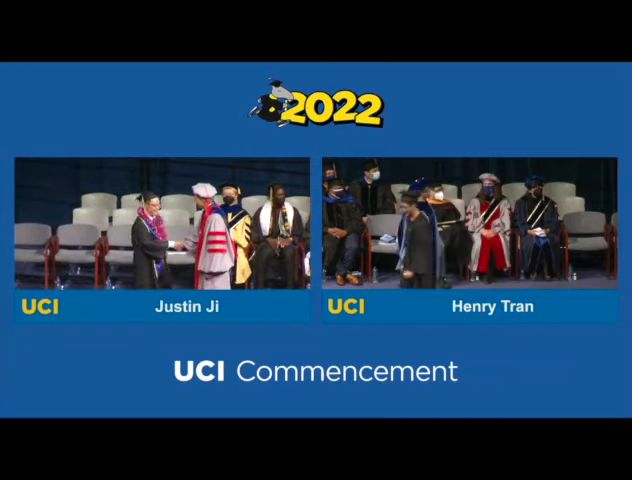 2022
UCI Justin Ji
UCI Henry Tran
UCI Commencement